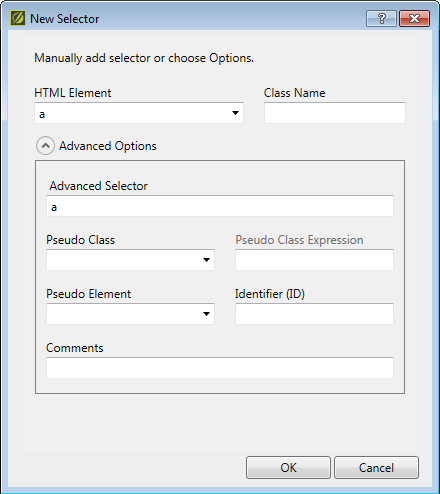 New Selector
?
Manually add selector or choose Options.
HTML Element Class Name
a
Advanced Options
Advanced Selector
a
Pseudo Class Pseudo Class Expression
Pseudo Element Identifier (ID)
Comments
OK Cancel